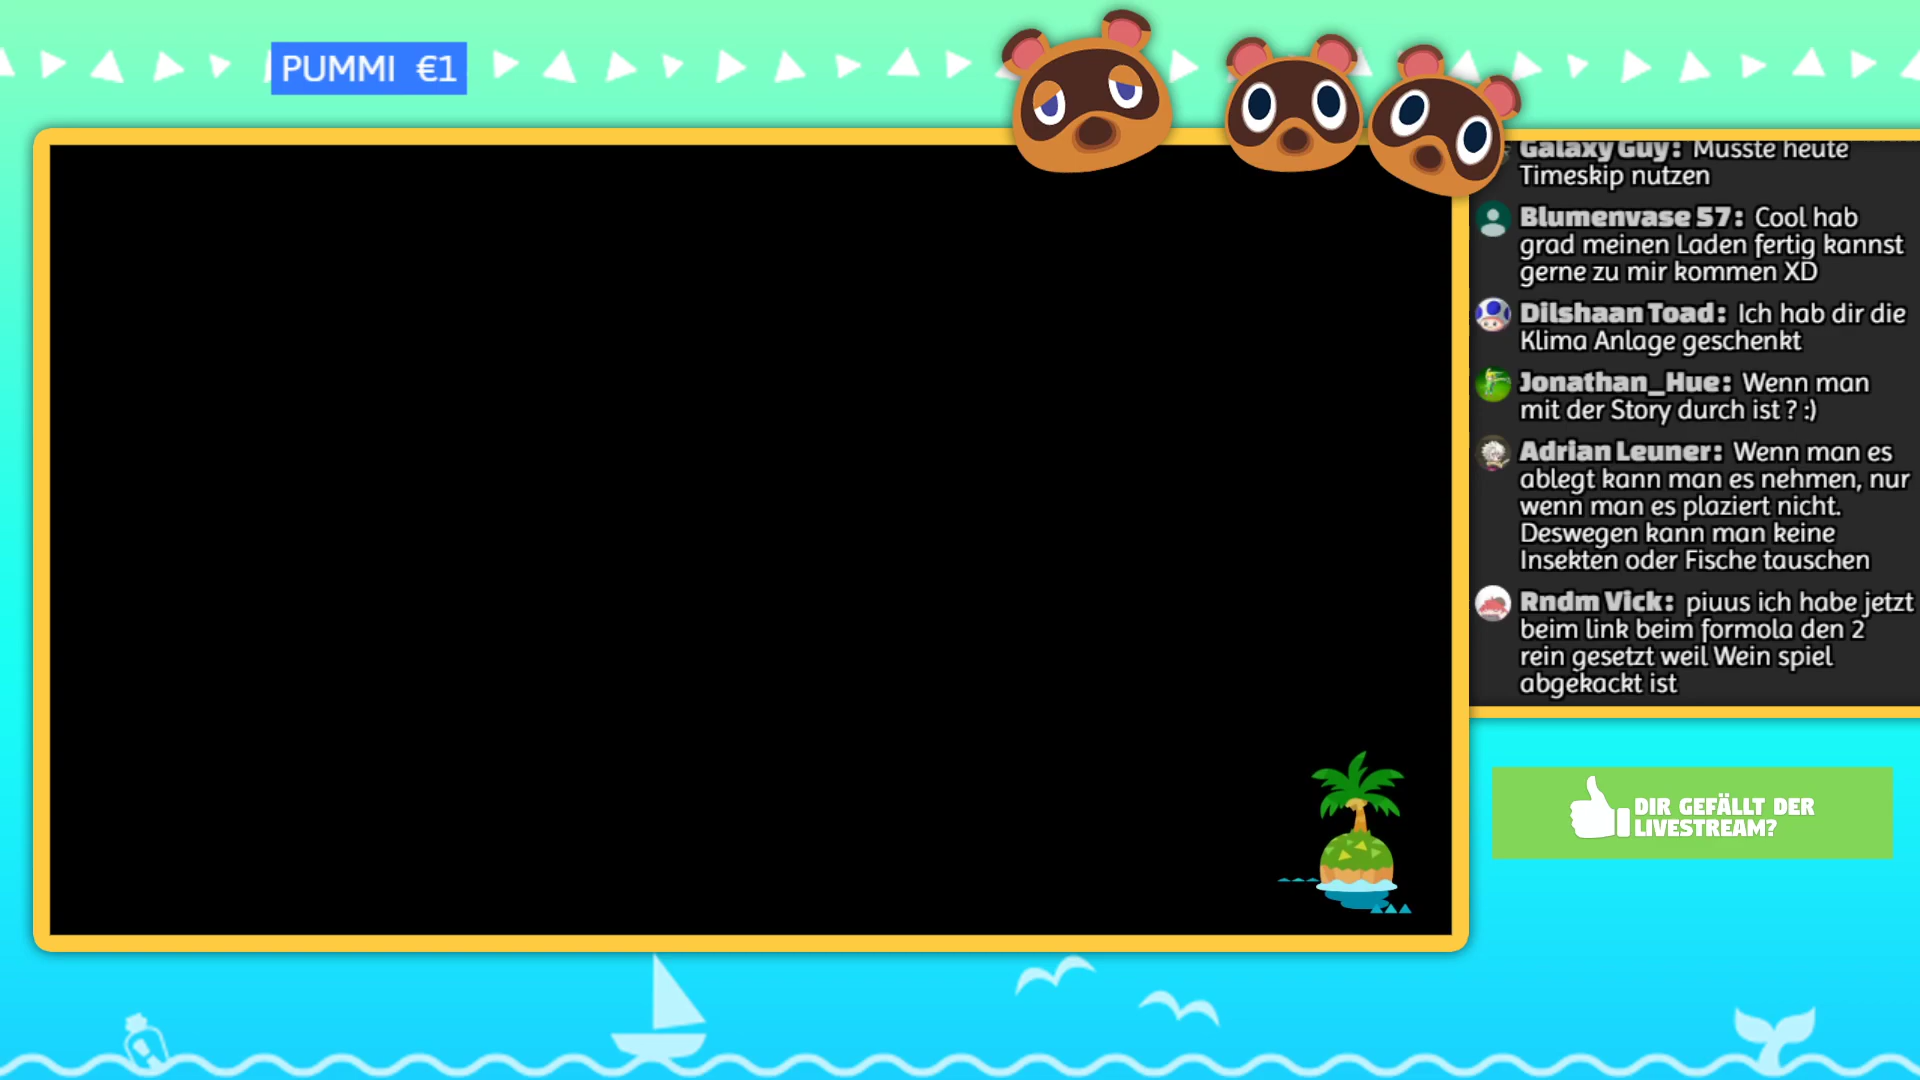 PUMMI €1
Galaxy Guy: Musste heute
Timeskip nutzen
Blumenvase 57: Cool hab
grad meinen Laden fertig kannst
gerne zu mir kommen XD
Dilshaan Toad: Ich hab dir die
Klima Anlage geschenkt
Jonathan_Hue: Wenn man
mit der Story durch ist ? :)
Adrian Leuner: Wenn man es
ablegt kann man es nehmen, nur
wenn man es plaziert nicht.
Deswegen kann man keine
Insekten oder Fische tauschen
Rndm Vick: piuus ich habe jetzt
beim link beim formola den 2
rein gesetzt weil Wein spiel
abgekackt ist
DIR GEFÄLLT DER
LIVESTREAM?